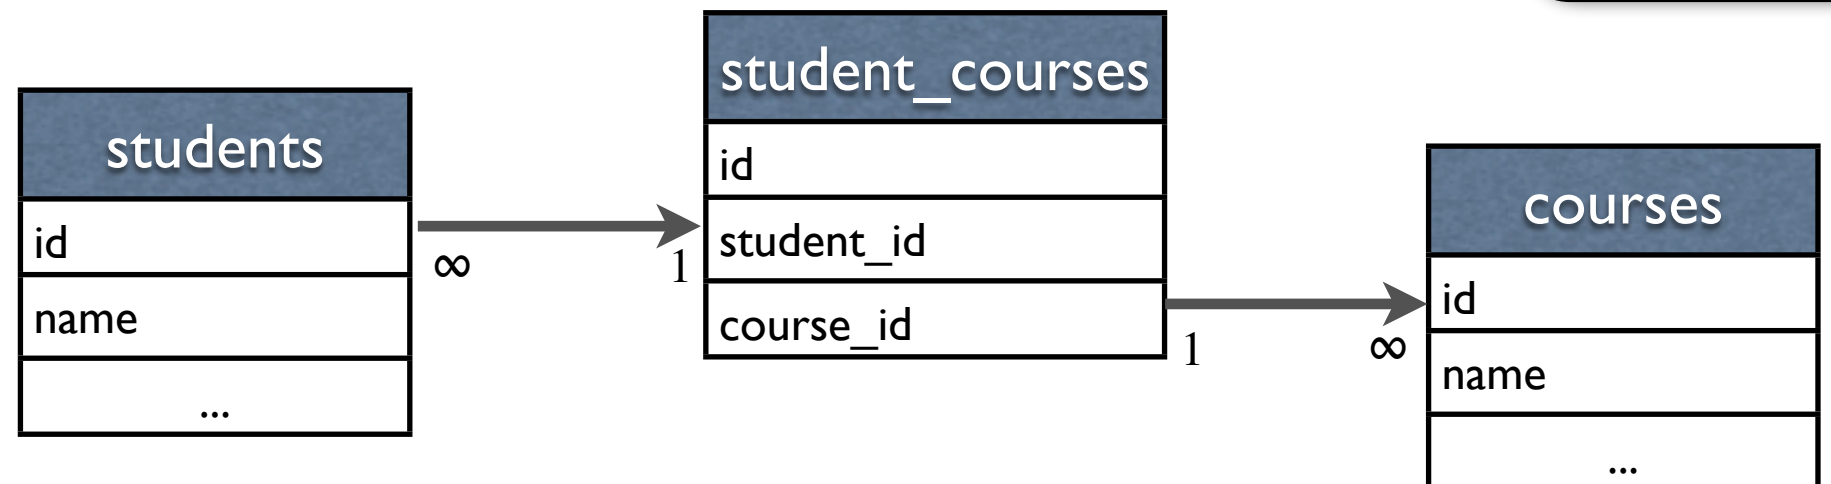 students
id
name
...
∞
1
student_courses
id
student_id
course_id
1
∞
courses
id
name
...